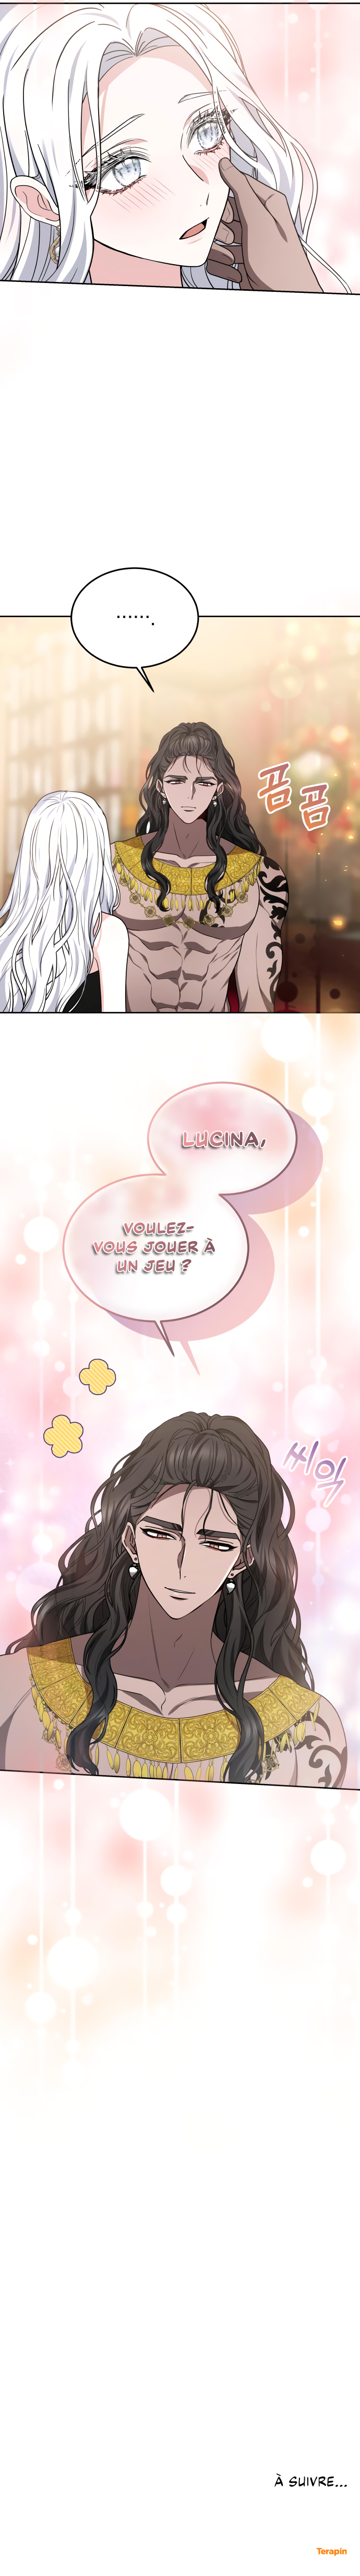 .......
곰곰
LUCINA,
VOULEZ-
VOUS JOUER À
UN JEU ?
씨익
À SUIVRE...
Terapin